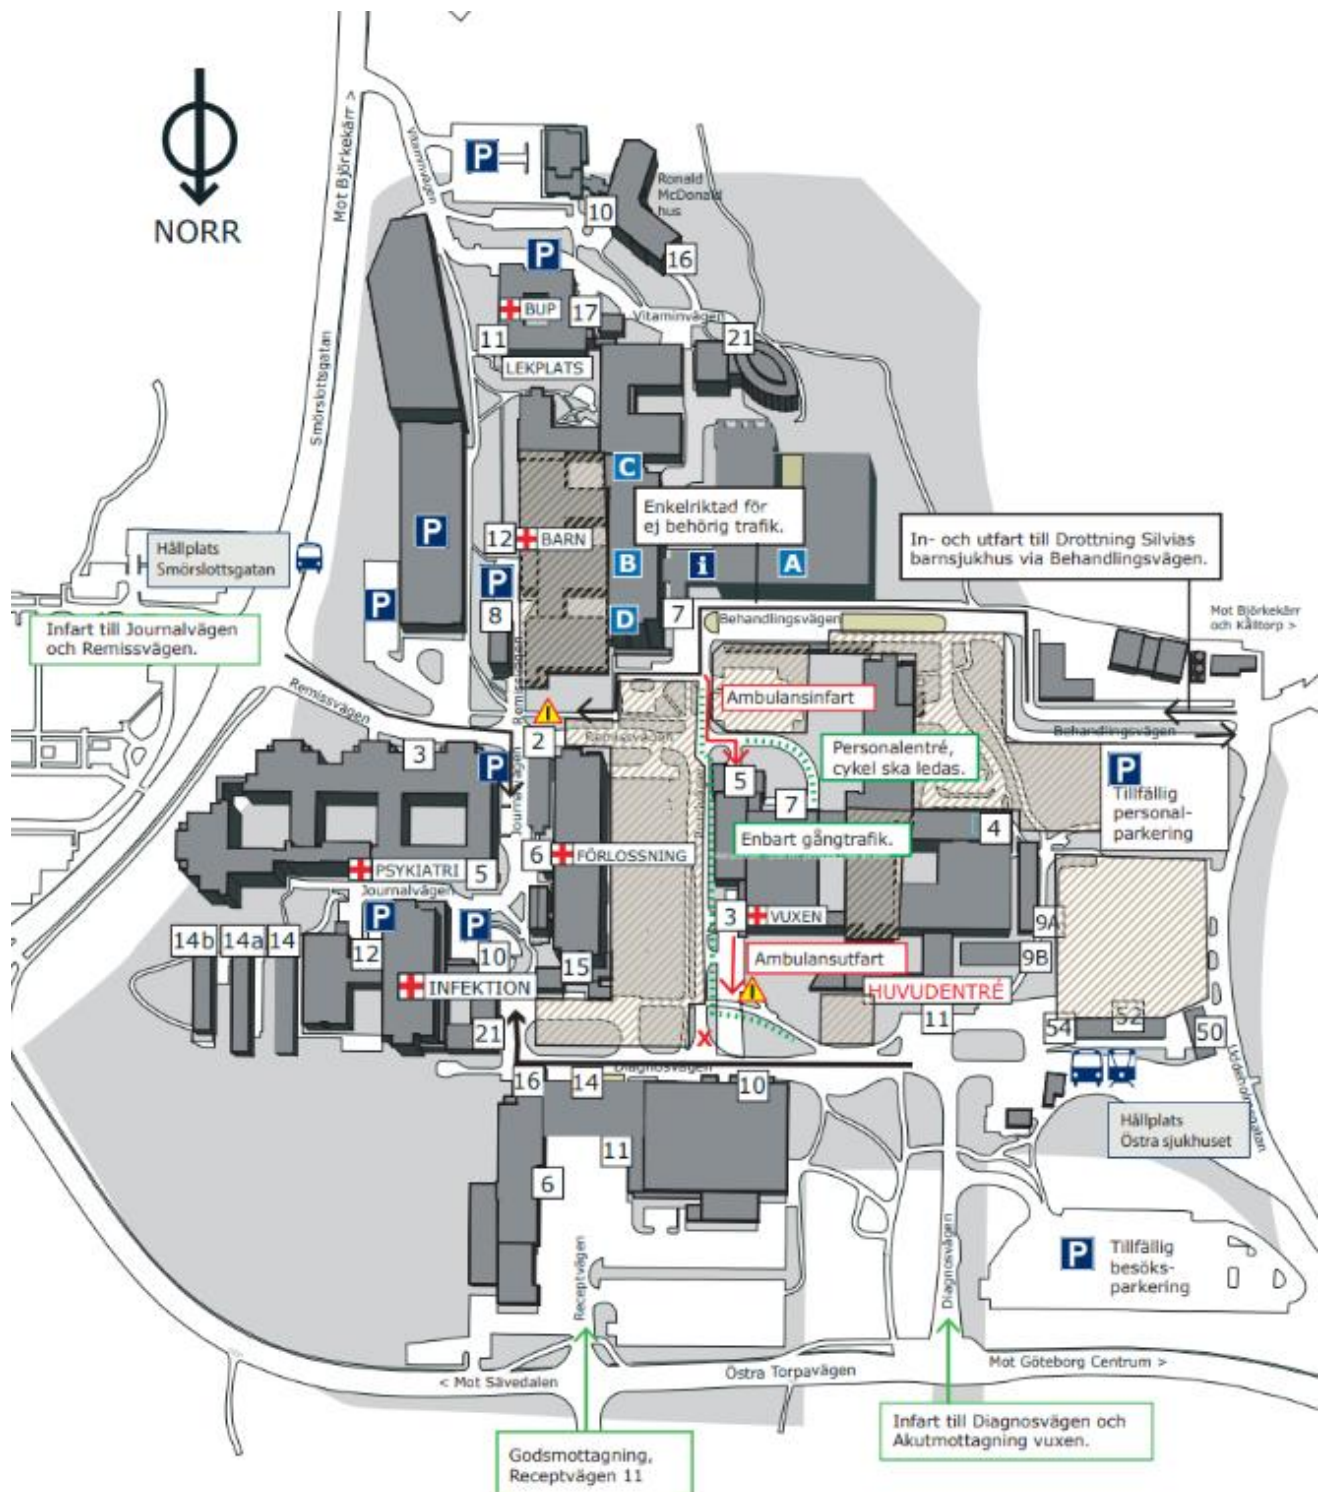 NORR
Mot Björkekärr >
Vitaminvägen
P
Ronald
McDonald
hus
10
16
P
BUP
17
11
Vitaminvägen
21
LEKPLATS
Smörslottsgatan
C
P
12
BARN
Enkelriktad för
ej behörig trafik.
B
i
A
In- och utfart till Drottning Silvias
barnsjukhus via Behandlingsvägen.
Hållplats
Smörslottsgatan
P
P
8
D
7
Behandlingsvägen
Mot Björkekärr
och Kålltorp >
Infart till Journalvägen
och Remissvägen.
Remissvägen
Remissvägen
Ambulansinfart
2
Remissvägen
Behandlingsvägen
3
P
Journalvägen
5
Personalentré,
cykel ska ledas.
P
Tillfällig
personal-
parkering
7
4
Enbart gångtrafik.
6
FÖRLOSSNING
PSYKIATRI
5
Journalvägen
P
P
3
VUXEN
9A
14b
14a
14
12
10
15
Ambulansutfart
9B
INFEKTION
HUVUDENTRÉ
21
11
54
52
50
X
Diagnosvägen
16
14
10
Uddeholmsgatan
Hållplats
Östra sjukhuset
11
6
Receptvägen
Diagnosvägen
P
Tillfällig
besöks-
parkering
< Mot Sävedalen
Östra Torpavägen
Mot Göteborg Centrum >
Infart till Diagnosvägen och
Akutmottagning vuxen.
Godsmottagning,
Receptvägen 11